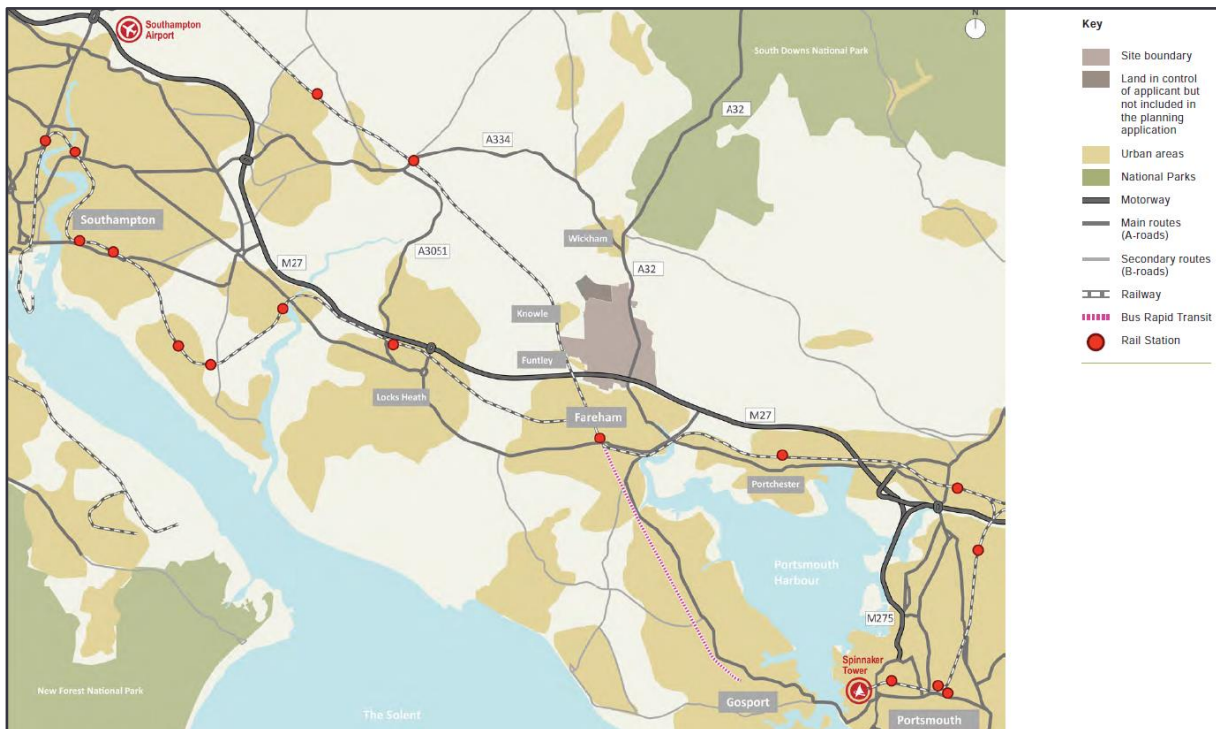 Southampton
Airport
N
South Downs National Park
A32
A334
Southampton
Wickham
A3051
A32
M27
Knowle
Funtley
Locks Heath
Fareham
M27
Portchester
Portsmouth
Harbour
M275
Spinnaker
Tower
New Forest National Park
The Solent
Gosport
Portsmouth
Key
Site boundary
Land in control
of applicant but
not included in
the planning
application
Urban areas
National Parks
Motorway
Main routes
(A-roads)
Secondary routes
(B-roads)
Railway
Bus Rapid Transit
Rail Station